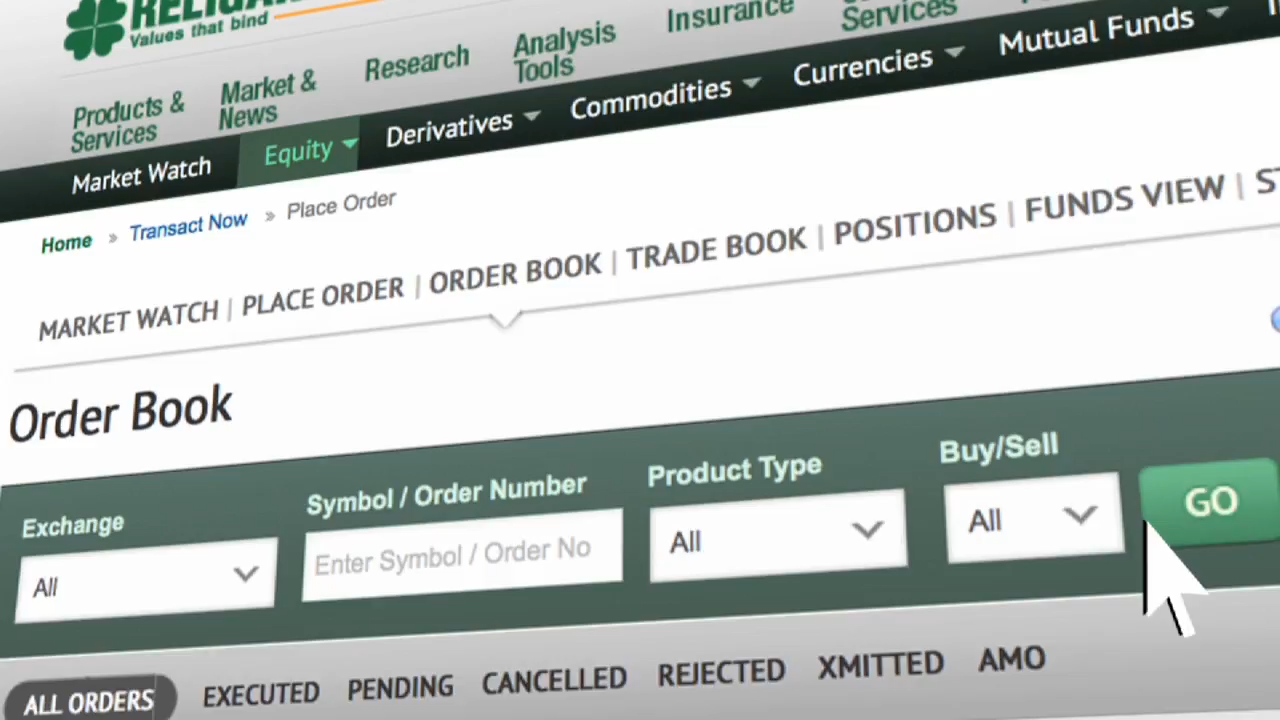 Values that bind
Products & Services
Market & News
Research
Analysis Tools
Insurance
Services
Market Watch
Equity
Derivatives
Commodities
Currencies
Mutual Funds
Home » Transact Now » Place Order
MARKET WATCH | PLACE ORDER | ORDER BOOK | TRADE BOOK | POSITIONS | FUNDS VIEW |
Order Book
Exchange
All
Symbol / Order Number
Enter Symbol / Order No
Product Type
All
Buy/Sell
All
GO
ALL ORDERS
EXECUTED
PENDING
CANCELLED
REJECTED
XMITTED
AMO